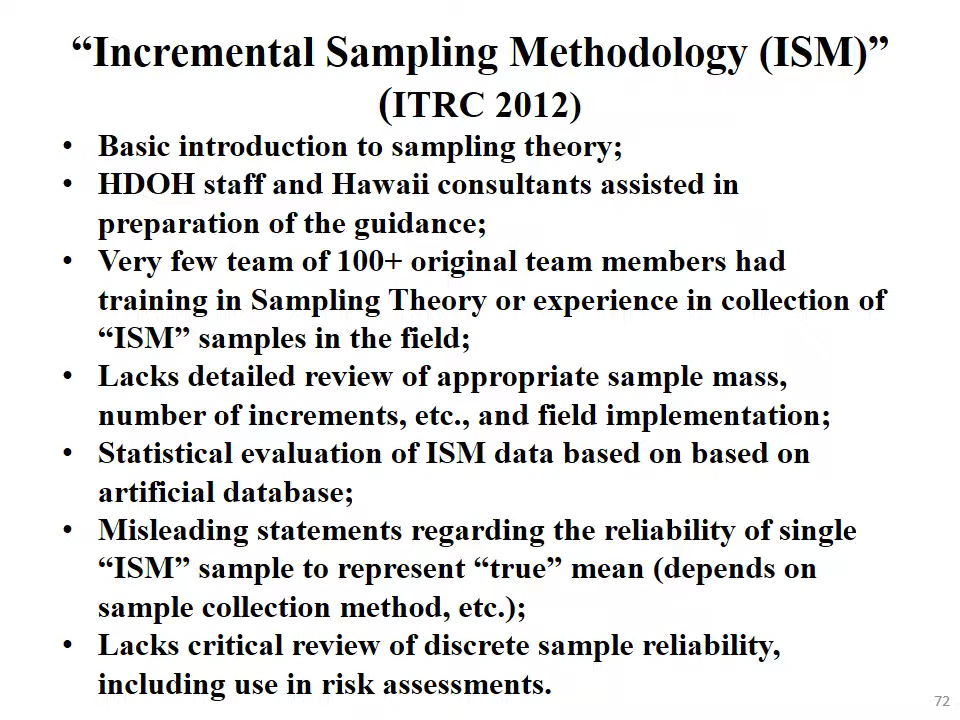 “Incremental Sampling Methodology (ISM)”
(ITRC 2012)
• Basic introduction to sampling theory;
• HDOH staff and Hawaii consultants assisted in
preparation of the guidance;
• Very few team of 100+ original team members had
training in Sampling Theory or experience in collection of
“ISM” samples in the field;
• Lacks detailed review of appropriate sample mass,
number of increments, etc., and field implementation;
• Statistical evaluation of ISM data based on based on
artificial database;
• Misleading statements regarding the reliability of single
“ISM” sample to represent “true” mean (depends on
sample collection method, etc.);
• Lacks critical review of discrete sample reliability,
including use in risk assessments.
72